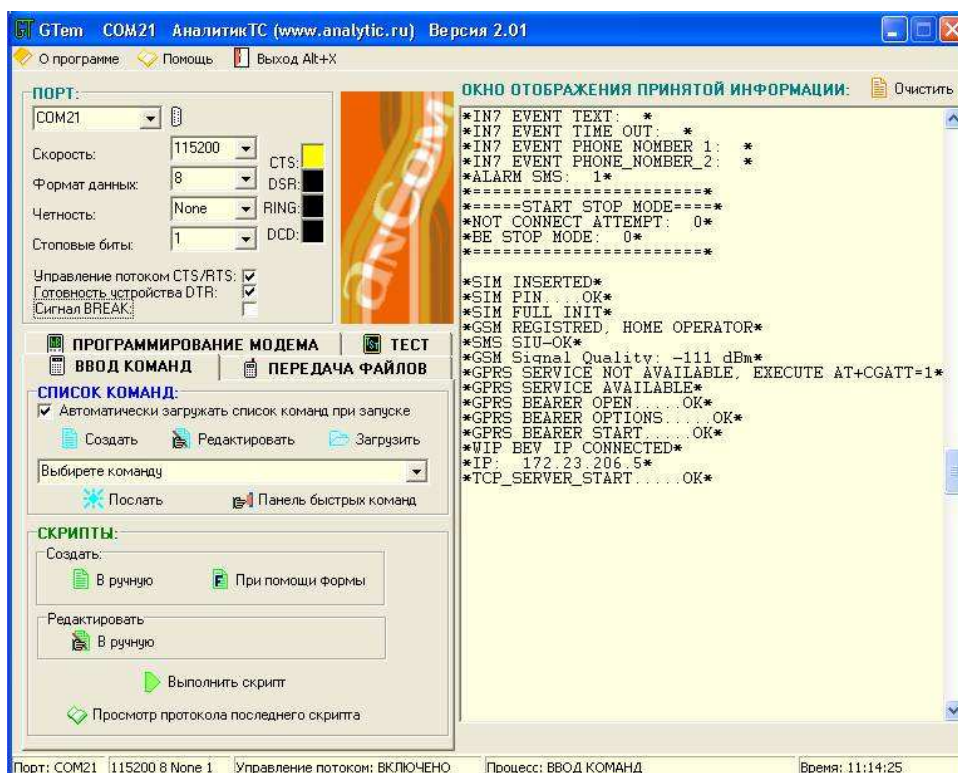 GT GTem COM21 АналитикТС (www.analytic.ru) Версия 2.01
О программе Помощь Выход Alt+X
ПОРТ:
COM21
Скорость: 115200
Формат данных: 8
Четность: None
Стоповые биты: 1
CTS:
DSR:
RING:
DCD:
Управление потоком CTS/RTS:
Готовность устройства DTR:
Сигнал BREAK:
anCom
ПРОГРАММИРОВАНИЕ МОДЕМА ТЕСТ
ВВОД КОМАНД ПЕРЕДАЧА ФАЙЛОВ
СПИСОК КОМАНД:
Автоматически загружать список команд при запуске
Создать Редактировать Загрузить
Выбирете команду
Послать Панель быстрых команд
СКРИПТЫ:
Создать:
В ручную При помощи формы
Редактировать
В ручную
Выполнить скрипт
Просмотр протокола последнего скрипта
ОКНО ОТОБРАЖЕНИЯ ПРИНЯТОЙ ИНФОРМАЦИИ: Очистить
*IN7 EVENT TEXT: *
*IN7 EVENT TIME OUT: *
*IN7 EVENT PHONE NOMBER 1: *
*IN7 EVENT PHONE_NOMBER_2: *
*ALARM SMS: 1*
*========================*
*=====START STOP MODE====*
*NOT CONNECT ATTEMPT: 0*
*BE STOP MODE: 0*
*========================*
*SIM INSERTED*
*SIM PIN....OK*
*SIM FULL INIT*
*GSM REGISTRED, HOME OPERATOR*
*SMS SIU-OK*
*GSM Signal Quality: -111 dBm*
*GPRS SERVICE NOT AVAILABLE, EXECUTE AT+CGATT=1*
*GPRS SERVICE AVAILABLE*
*GPRS BEARER OPEN.....OK*
*GPRS BEARER OPTIONS.....OK*
*GPRS BEARER START.....OK*
*WIP BEV IP CONNECTED*
*IP: 172.23.206.5*
*TCP_SERVER_START.....OK*
Порт: COM21 115200 8 None 1 Управление потоком: ВКЛЮЧЕНО Процесс: ВВОД КОМАНД Время: 11:14:25